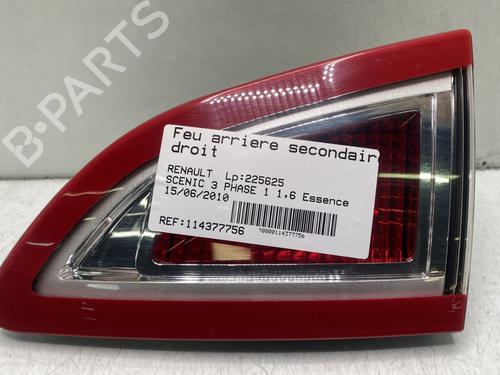 B-PARTS
Feu arriere secondair
droit
RENAULT Lp:225625
SCENIC 3 PHASE 1 1,6 Essence
15/06/2010
REF:114377756
?0000114377756